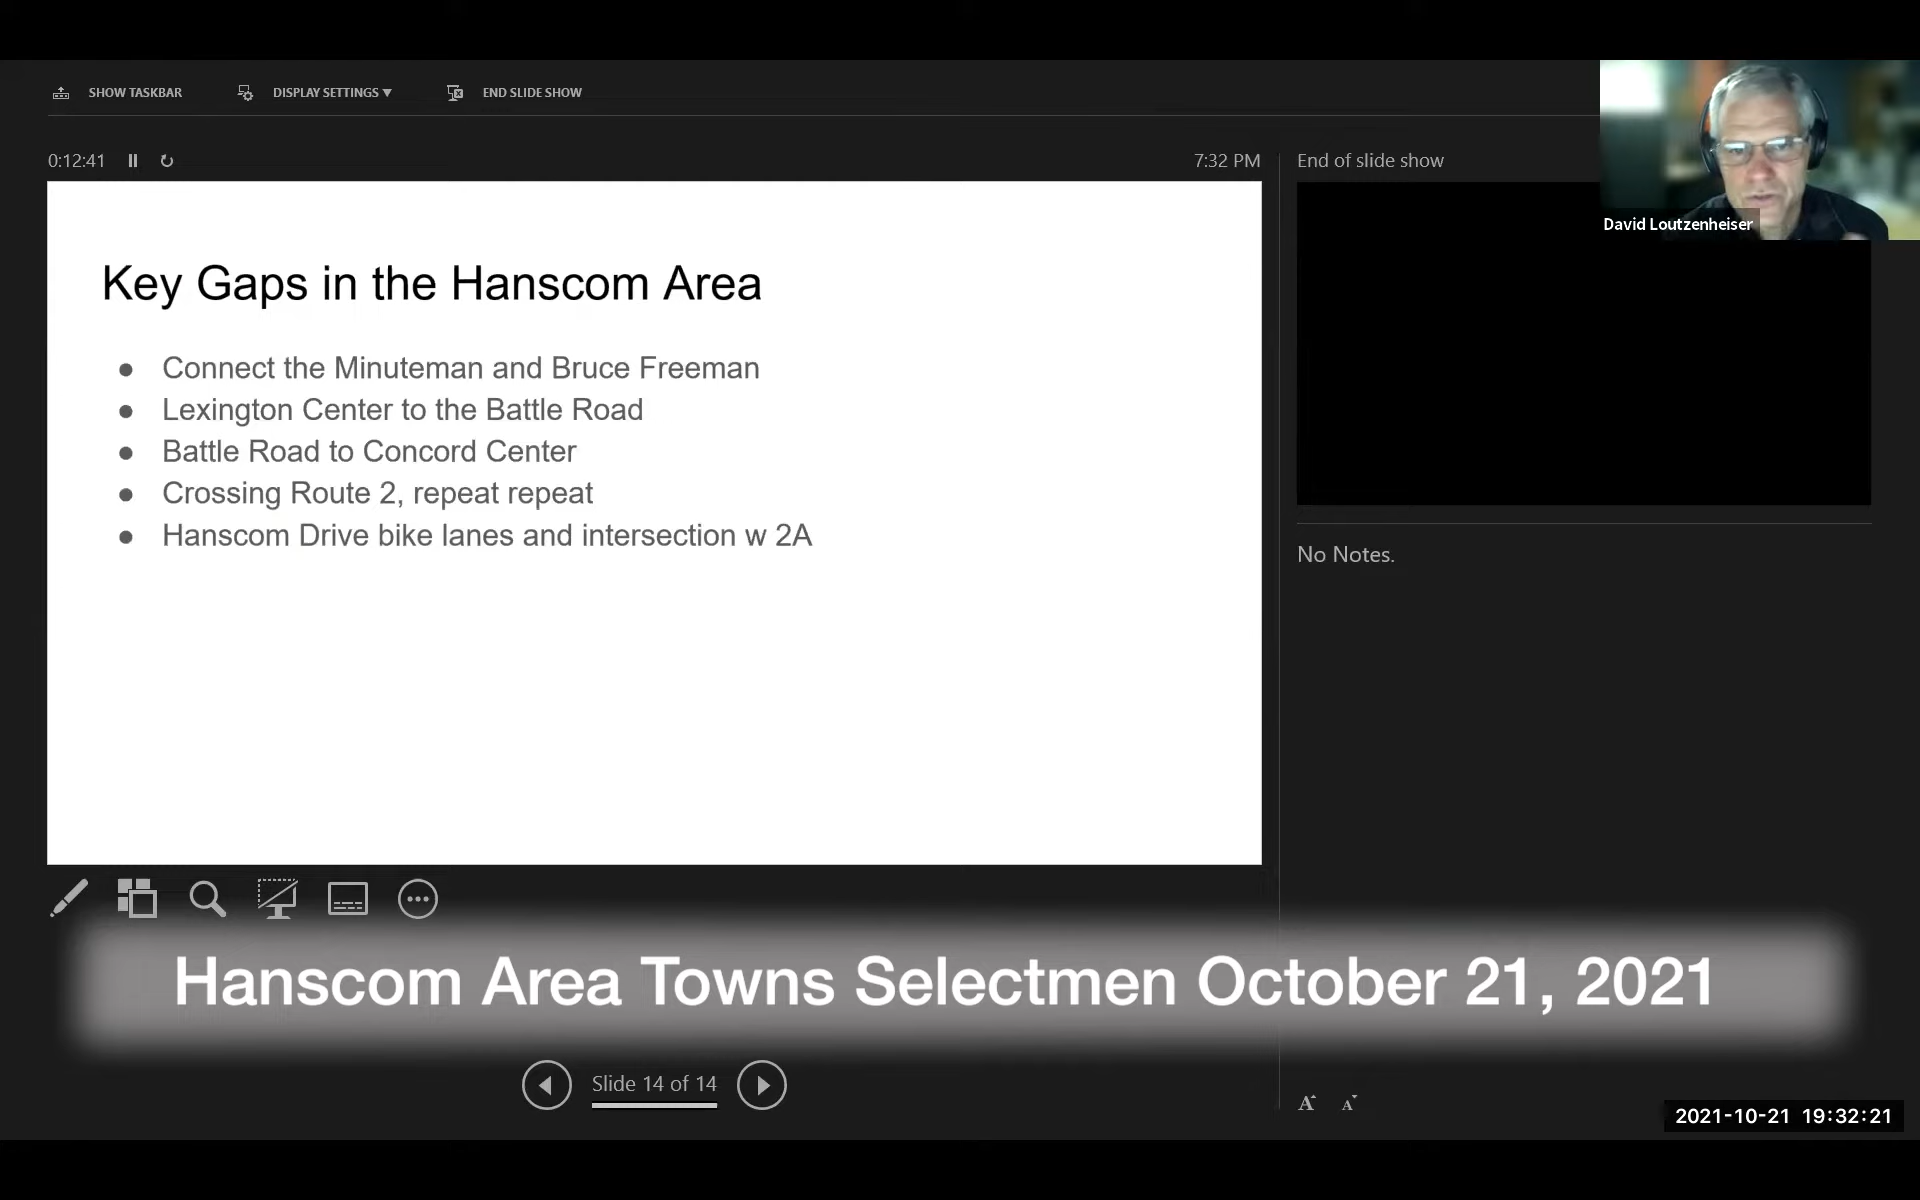 SHOW TASKBAR DISPLAY SETTINGS ▼ END SLIDE SHOW
0:12:41 7:32 PM
End of slide show
David Loutzenheiser
Key Gaps in the Hanscom Area
● Connect the Minuteman and Bruce Freeman
● Lexington Center to the Battle Road
● Battle Road to Concord Center
● Crossing Route 2, repeat repeat
● Hanscom Drive bike lanes and intersection w 2A
No Notes.
Hanscom Area Towns Selectmen October 21, 2021
Slide 14 of 14
A A
2021-10-21 19:32:21